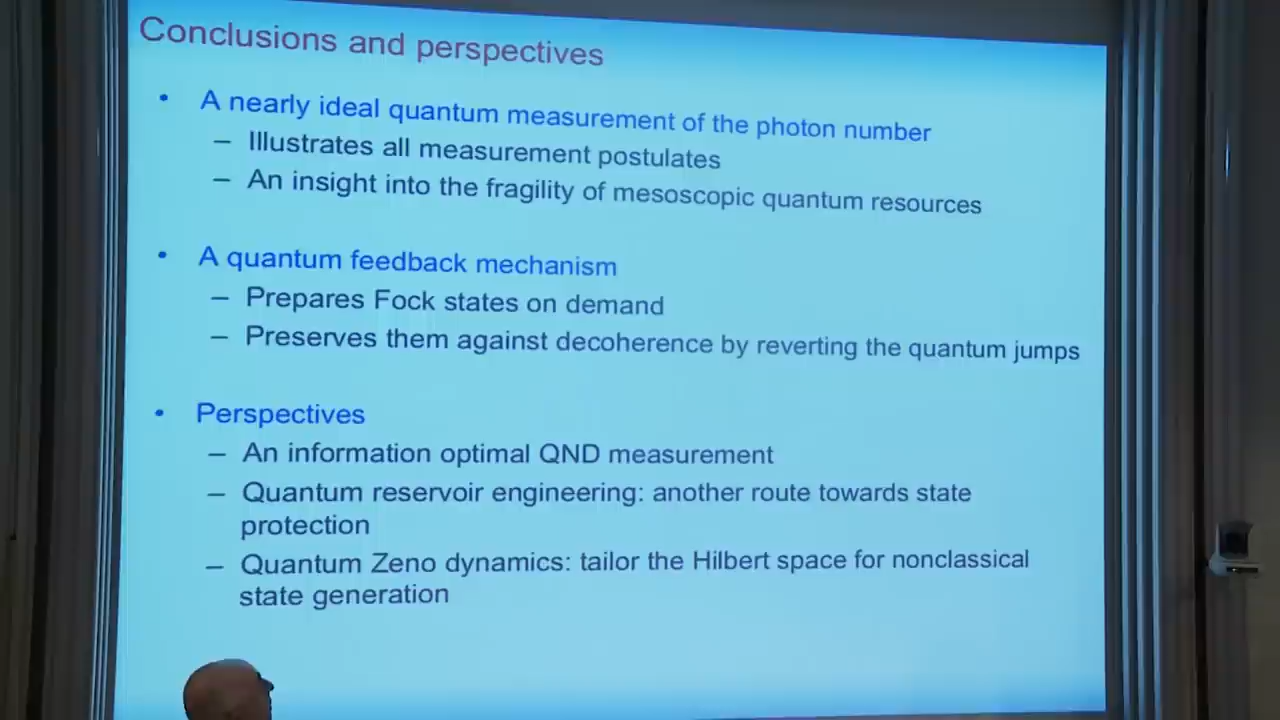 Conclusions and perspectives
• A nearly ideal quantum measurement of the photon number
– Illustrates all measurement postulates
– An insight into the fragility of mesoscopic quantum resources
• A quantum feedback mechanism
– Prepares Fock states on demand
– Preserves them against decoherence by reverting the quantum jumps
• Perspectives
– An information optimal QND measurement
– Quantum reservoir engineering: another route towards state
protection
– Quantum Zeno dynamics: tailor the Hilbert space for nonclassical
state generation